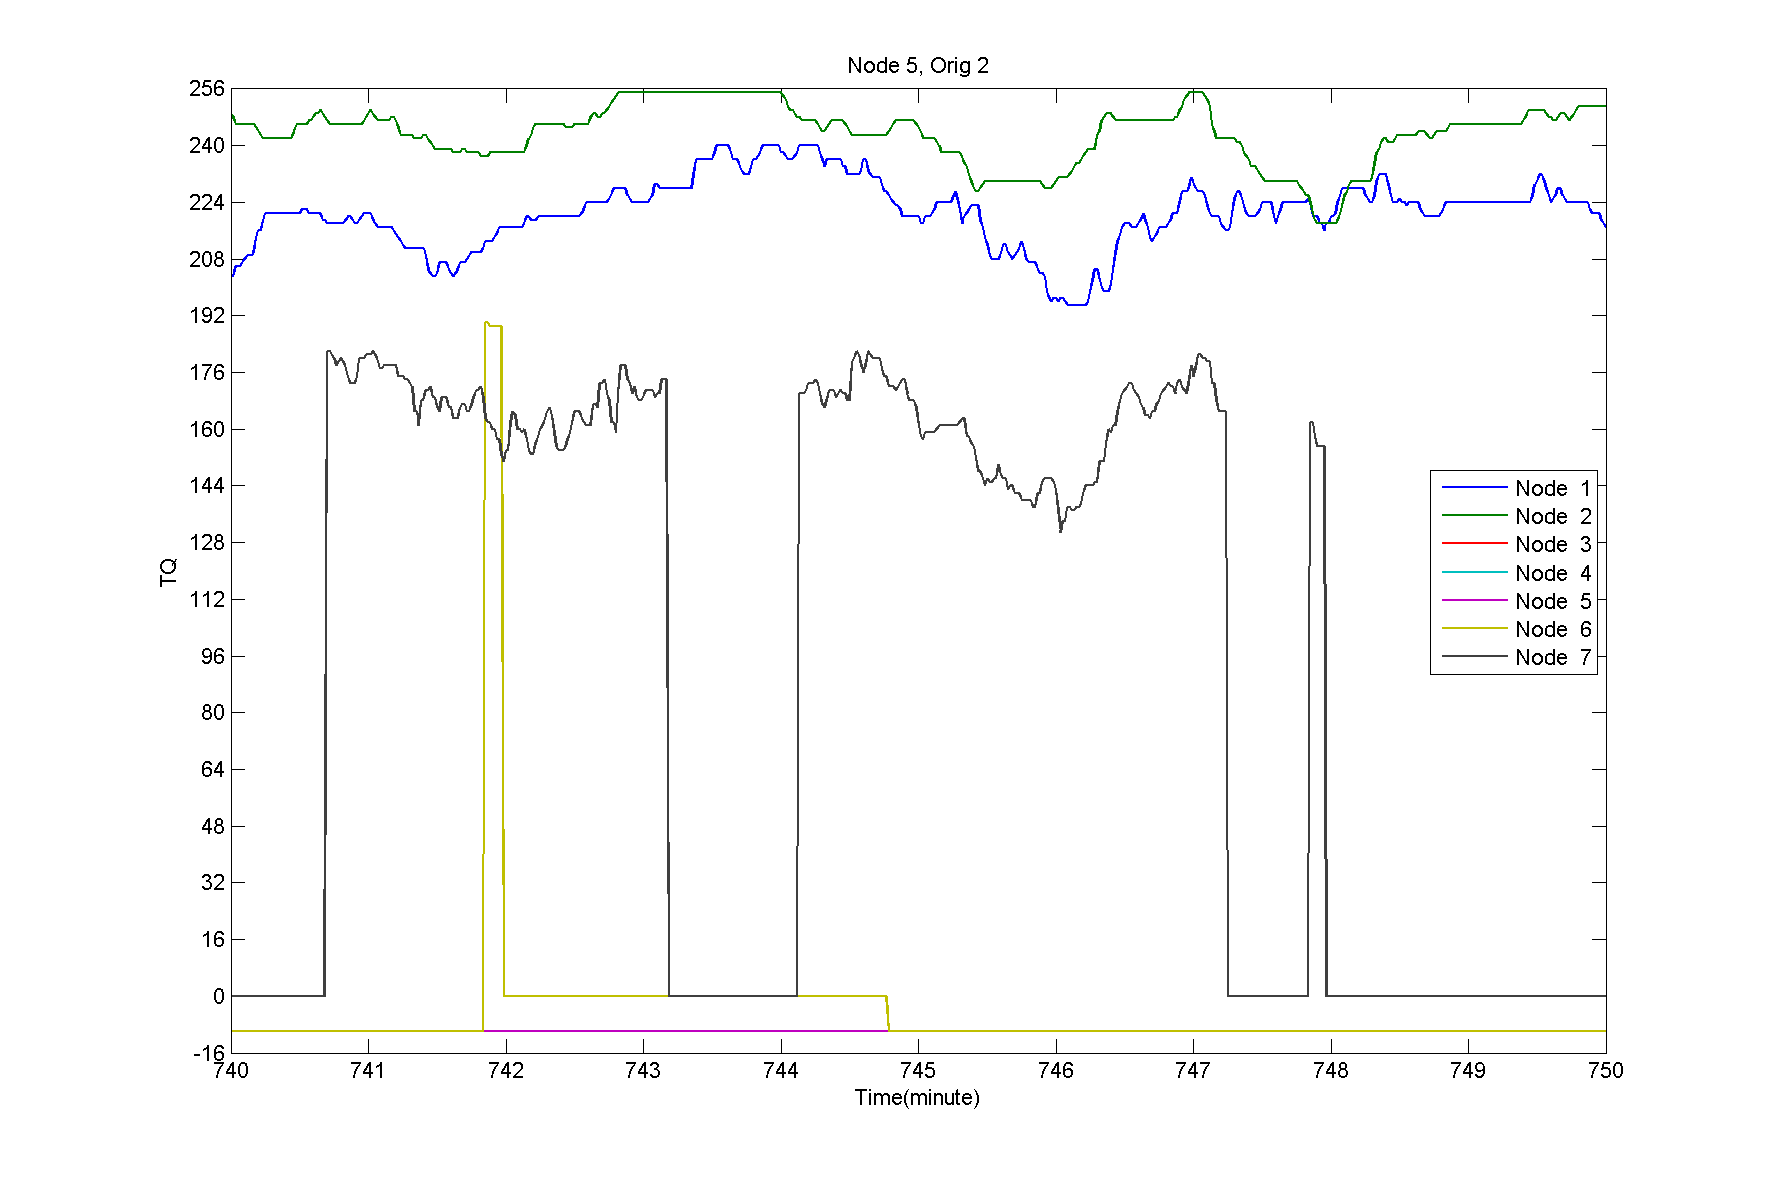 Node 5, Orig 2
256
240
224
208
192
176
160
144
128
112
96
80
64
48
32
16
0
-16
TQ
Node 1
Node 2
Node 3
Node 4
Node 5
Node 6
Node 7
740 741 742 743 744 745 746 747 748 749 750
Time(minute)